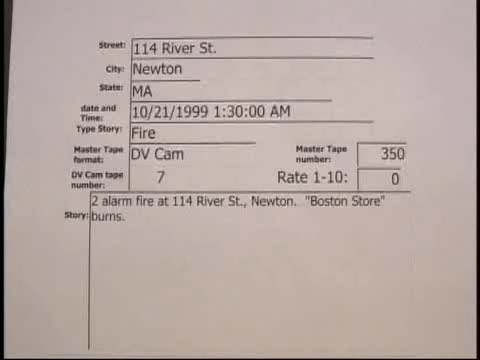 Street: 114 River St.
City: Newton
State: MA
date and Time: 10/21/1999 1:30:00 AM
Type Story: Fire
Master Tape format: DV Cam Master Tape number: 350
DV Cam tape number: 7 Rate 1-10: 0
2 alarm fire at 114 River St., Newton. "Boston Store"
Story: burns.